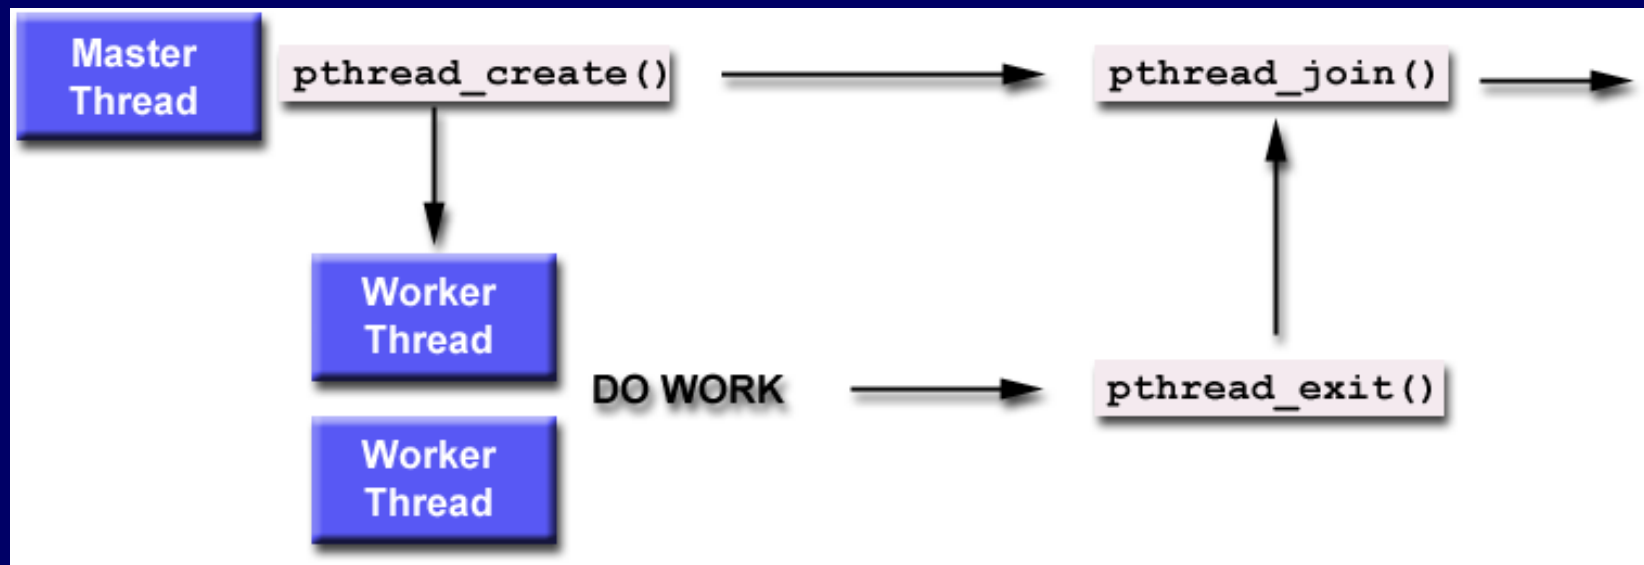 Master
Thread
pthread_create()
pthread_join()
Worker
Thread
DO WORK
pthread_exit()
Worker
Thread